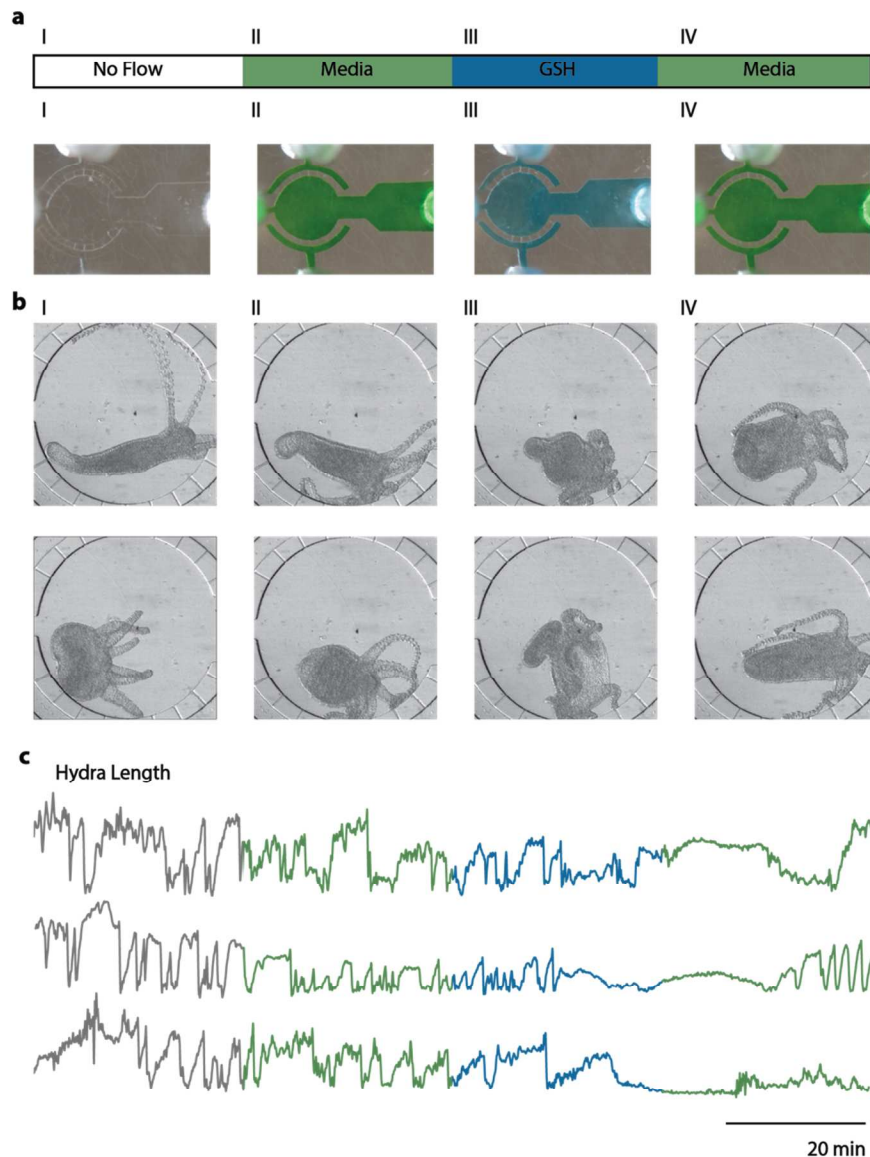 a
I II III IV
No Flow Media GSH Media
I II III IV
b
I II III IV
c
Hydra Length
20 min